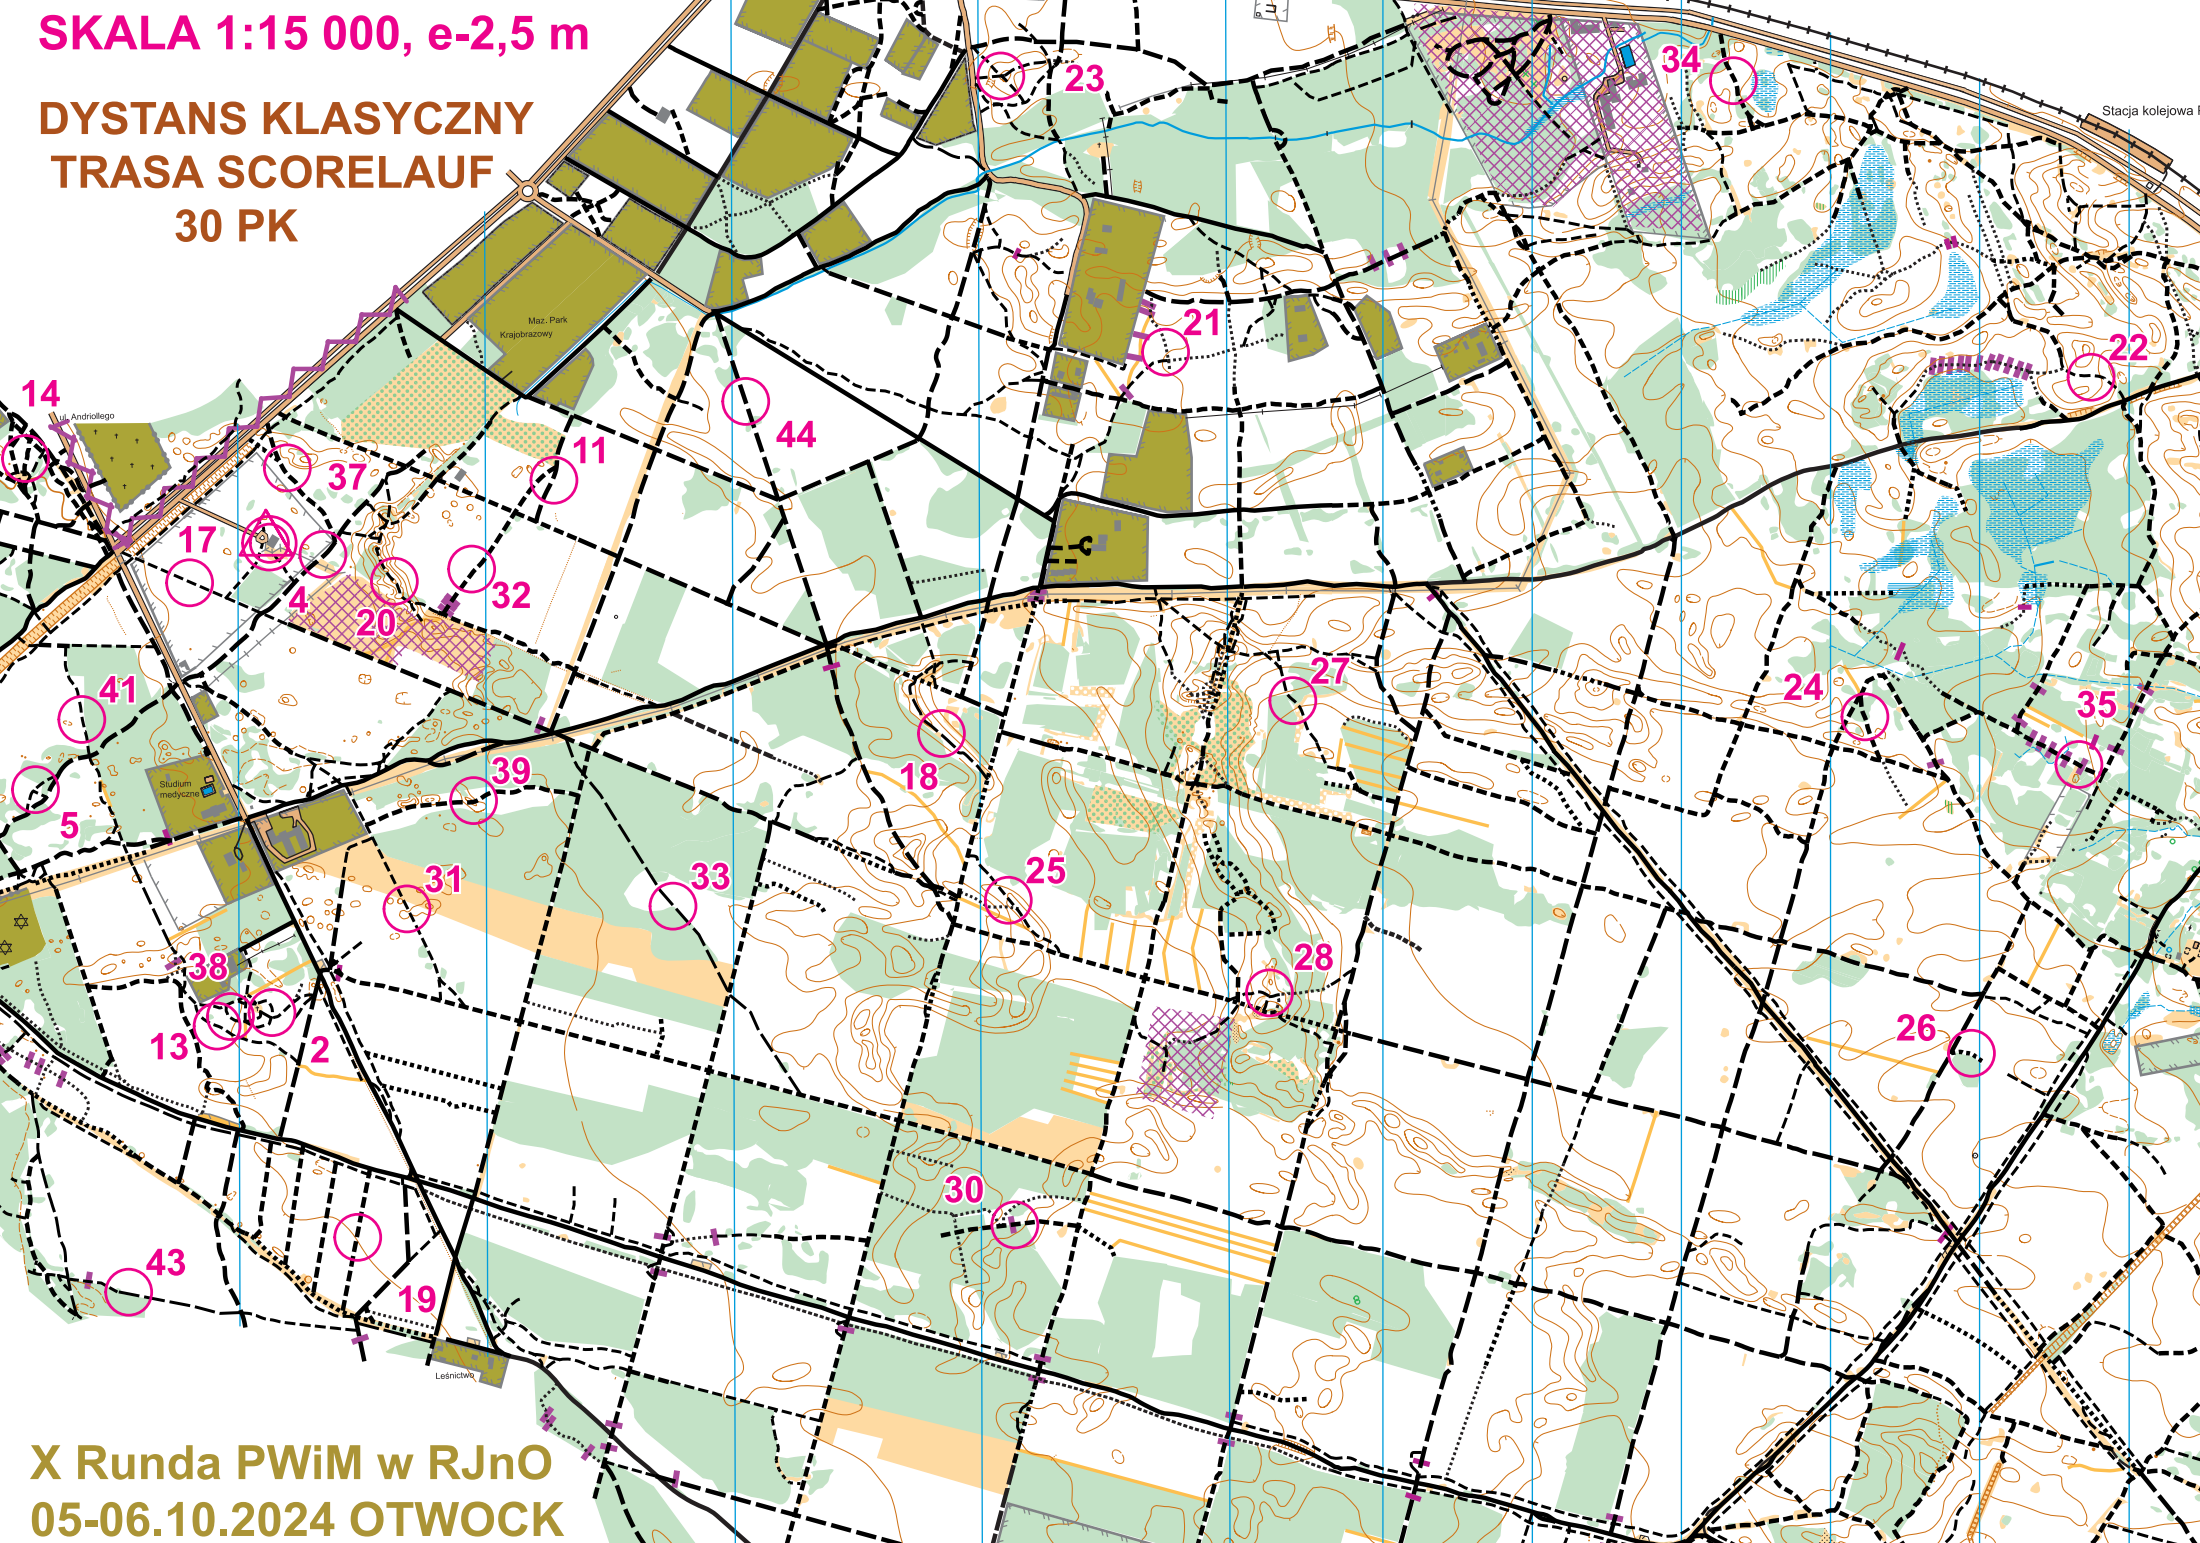 SKALA 1:15 000, e-2,5 m
DYSTANS KLASYCZNY
TRASA SCORELAUF
30 PK
23
34
Stacja kolejowa
Maz. Park
Krajobrazowy
21
22
14
ul. Andriollego
44
11
37
17
4
20
32
41
27
24
35
18
39
Studium
medyczne
5
31
33
25
38
28
13
2
26
30
43
19
Leśnictwo
X Runda PWiM w RJnO
05-06.10.2024 OTWOCK